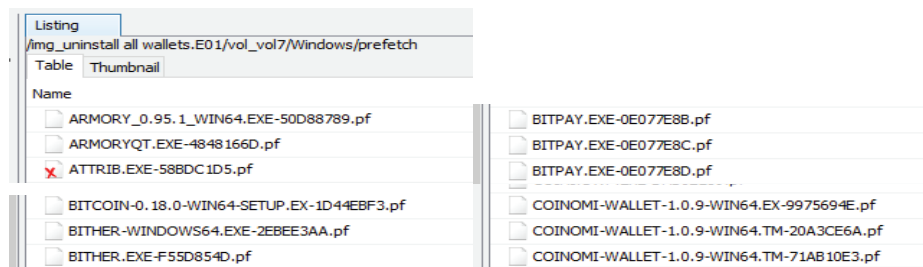 Listing
/img_uninstall all wallets.E01/vol_vol7/Windows/prefetch
Table Thumbnail
Name
ARMORY_0.95.1_WIN64.EXE-50D88789.pf
ARMORYQT.EXE-4848166D.pf
ATTRIB.EXE-58BDC1D5.pf
BITCOIN-0.18.0-WIN64-SETUP.EX-1D44EBF3.pf
BITHER-WINDOWS64.EXE-2EBEE3AA.pf
BITHER.EXE-F55D854D.pf
BITPAY.EXE-0E077E8B.pf
BITPAY.EXE-0E077E8C.pf
BITPAY.EXE-0E077E8D.pf
COINOMI-WALLET-1.0.9-WIN64.EX-9975694E.pf
COINOMI-WALLET-1.0.9-WIN64.TM-20A3CE6A.pf
COINOMI-WALLET-1.0.9-WIN64.TM-71AB10E3.pf